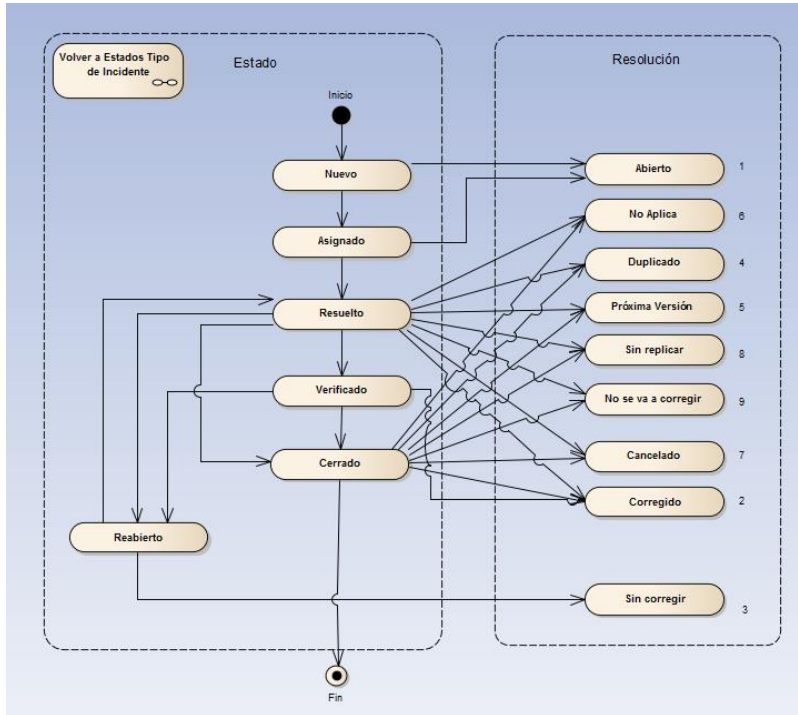 Volver a Estados Tipo
de Incidente
Estado
Resolución
Inicio
Nuevo
Abierto
1
No Aplica
6
Asignado
Duplicado
4
Resuelto
Próxima Versión
5
Sin replicar
8
Verificado
No se va a corregir
9
Cerrado
Cancelado
7
Corregido
2
Reabierto
Sin corregir
3
Fin